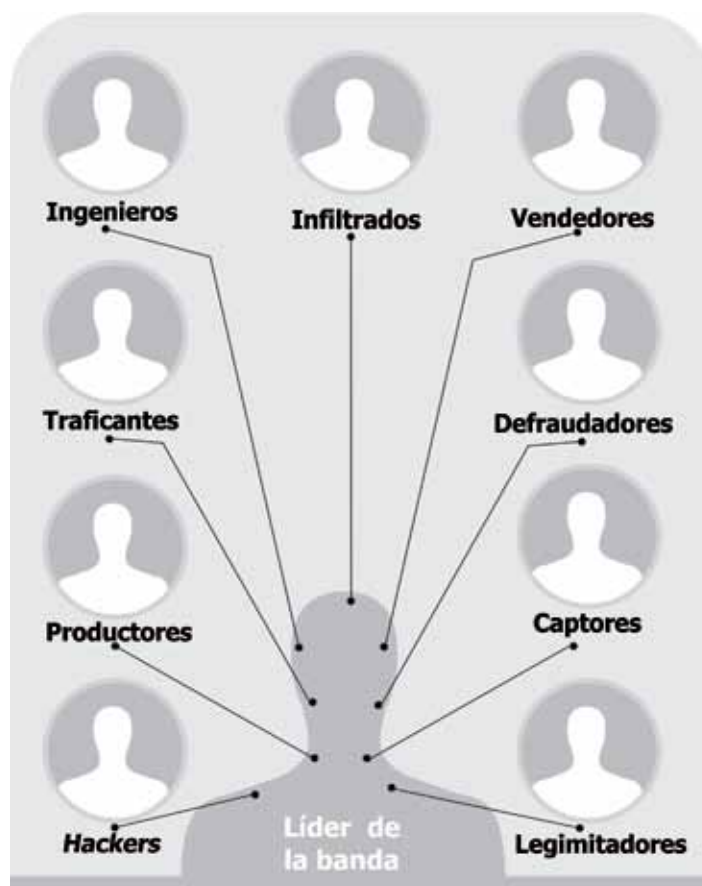 Ingenieros
Infiltrados
Vendedores
Traficantes
Defraudadores
Productores
Captores
Hackers
Legimitadores
Líder de
la banda